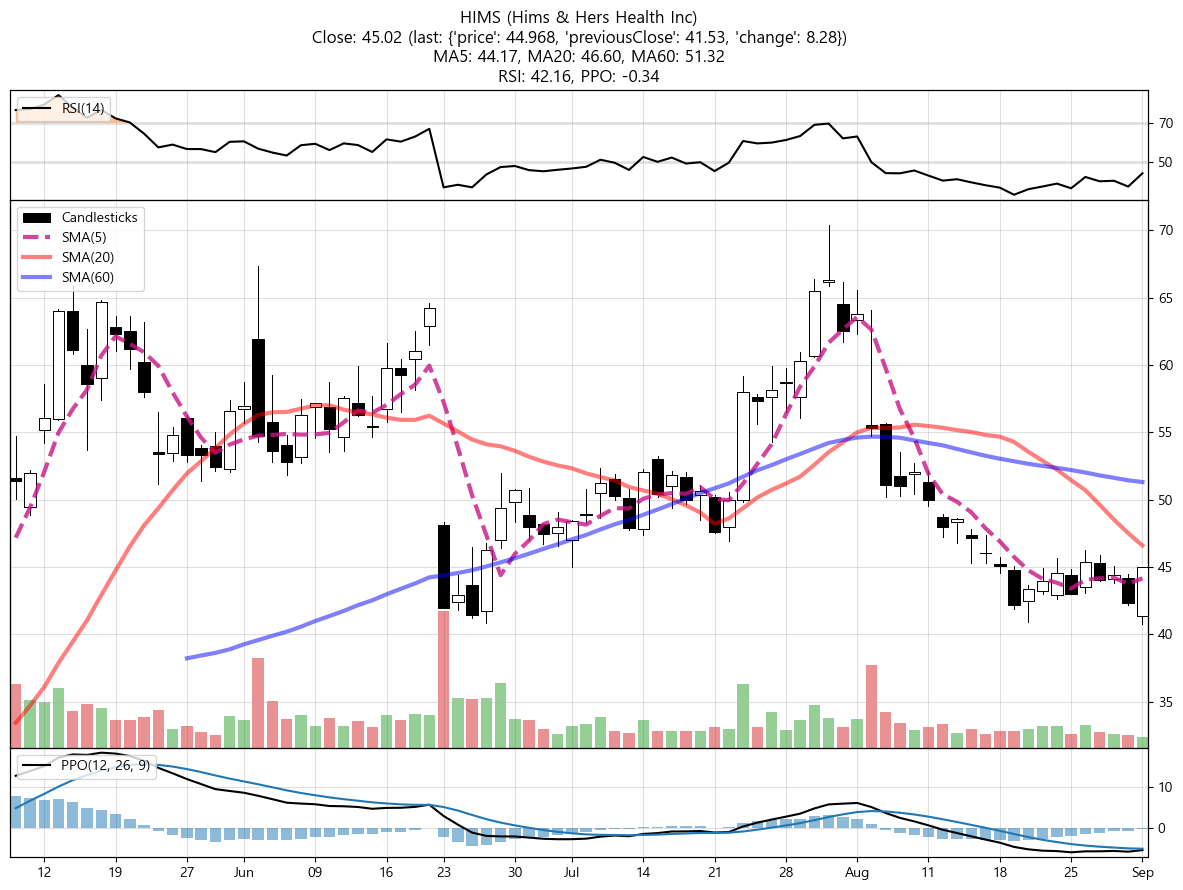 HIMS (Hims & Hers Health Inc)
Close: 45.02 (last: {'price': 44.968, 'previousClose': 41.53, 'change': 8.28})
MA5: 44.17, MA20: 46.60, MA60: 51.32
RSI: 42.16, PPO: -0.34
RSI(14)
70
50
Candlesticks
SMA(5)
SMA(20)
SMA(60)
70
65
60
55
50
45
40
35
PPO(12, 26, 9)
10
0
12 19 27 Jun 09 16 23 30 Jul 14 21 28 Aug 11 18 25 Sep